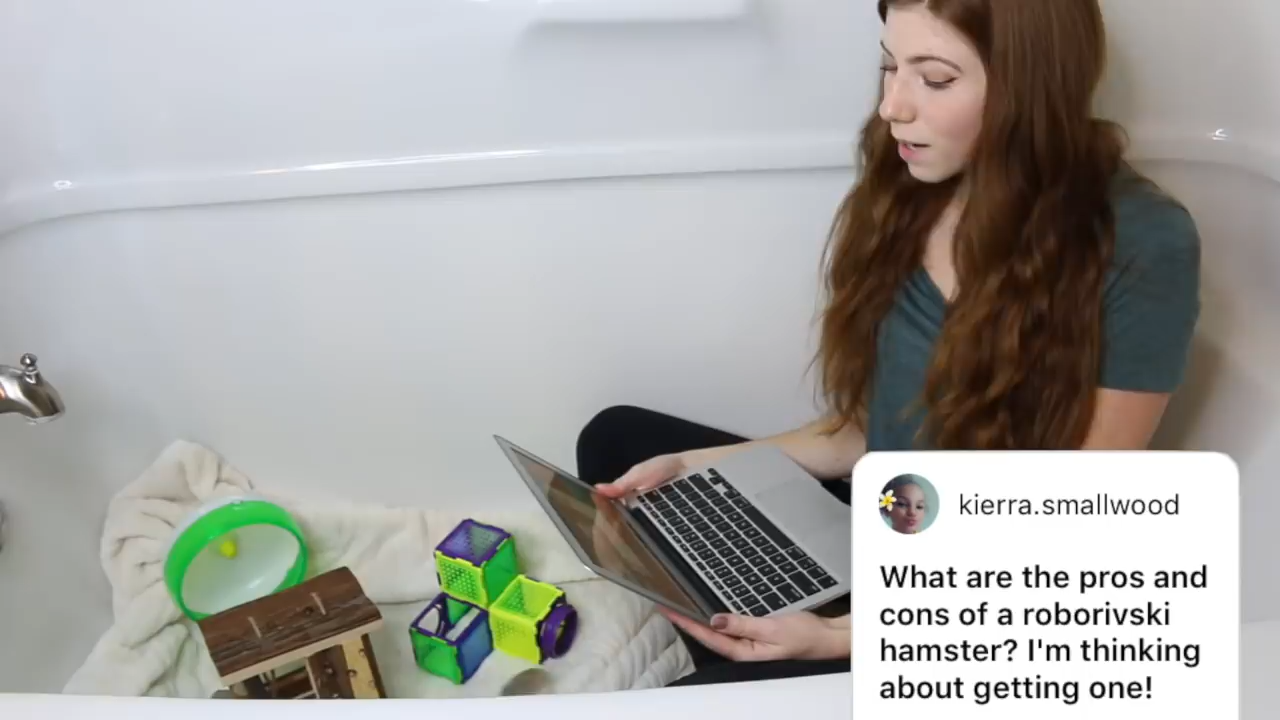 kierra.smallwood
What are the pros and
cons of a roborivski
hamster? I'm thinking
about getting one!